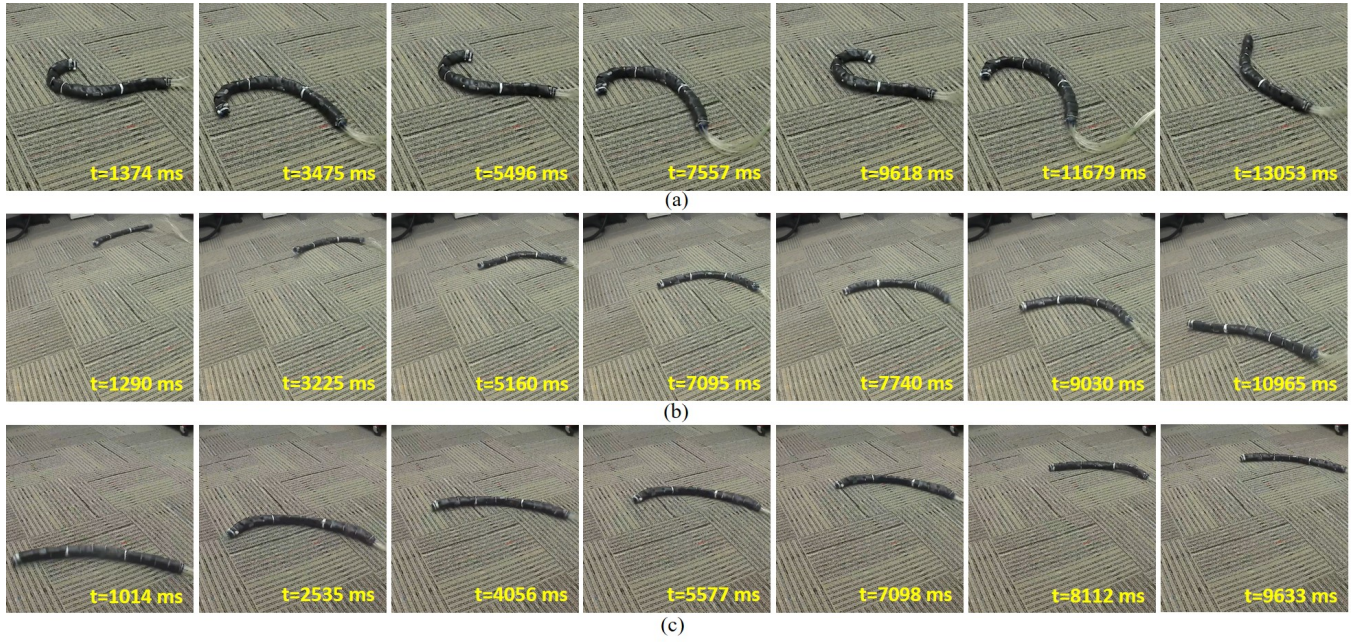 t=1374 ms t=3475 ms t=5496 ms t=7557 ms t=9618 ms t=11679 ms t=13053 ms
(a)
t=1290 ms t=3225 ms t=5160 ms t=7095 ms t=7740 ms t=9030 ms t=10965 ms
(b)
t=1014 ms t=2535 ms t=4056 ms t=5577 ms t=7098 ms t=8112 ms t=9633 ms
(c)